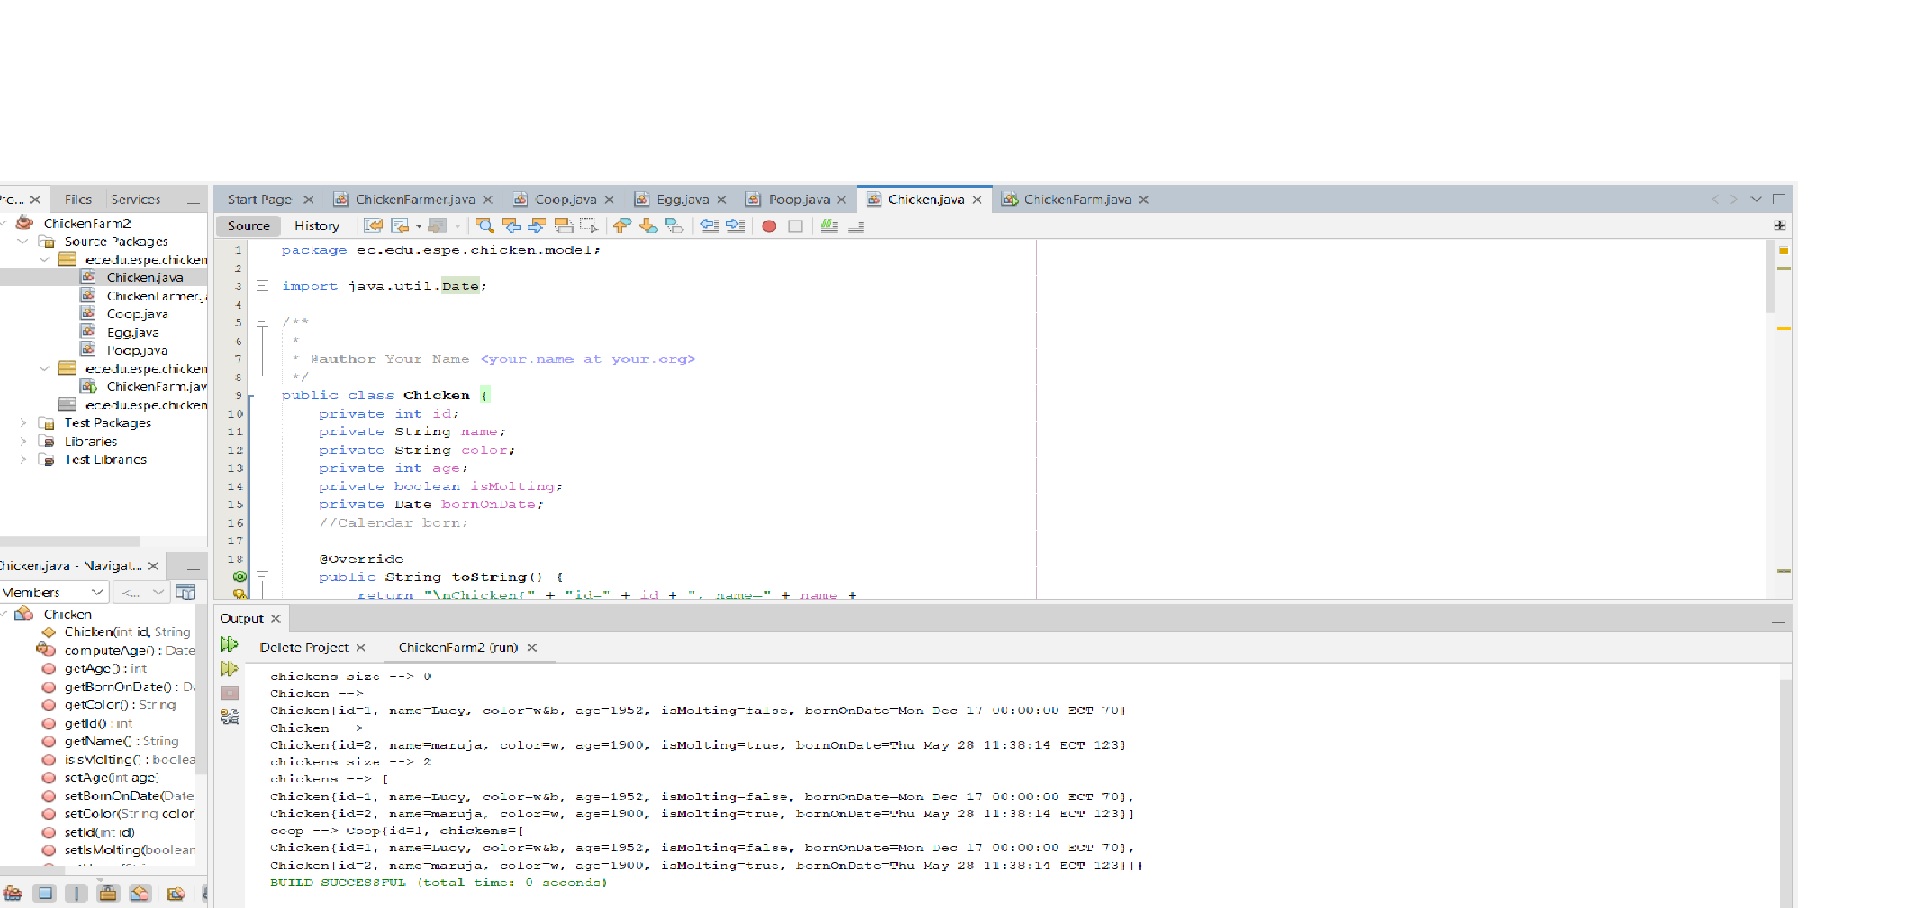 Files
Services
Start Page
ChickenFarmer.java
Coop.java
Egg.java
Poop.java
Chicken.java
ChickenFarm.java
Source
History
ChickenFarm2
Source Packages
ec.edu.espe.chicken
Chicken.java
ChickenFarmer.
Coop.java
Egg.java
Poop.java
ec.edu.espe.chicken
ChickenFarm.jav
ec.edu.espe.chicken
Test Packages
Libraries
Test Libraries
1 package ec.edu.espe.chicken.model;
2
3 import java.util.Date;
4
5 /**
6 *
7 * @author Your Name <your.name at your.org>
8 */
9 public class Chicken {
10 private int id;
11 private String name;
12 private String color;
13 private int age;
14 private boolean isMolting;
15 private Date bornOnDate;
16 //Calendar born;
17
18 @Override
public String toString() {
return "\nChicken{" + "id=" + id + ", name=" + name +
Chicken.java - Navigat...
Members
<...
Chicken
Chicken(int id, String
computeAge() : Date
getAge() : int
getBornOnDate() : Da
getColor() : String
getId() : int
getName() : String
isIsMolting() : boolea
setAge(int age)
setBornOnDate(Date
setColor(String color)
setId(int id)
setIsMolting(boolean
Output
Delete Project
ChickenFarm2 (run)
chickens size --> 0
Chicken -->
Chicken{id=1, name=Lucy, color=w&b, age=1952, isMolting=false, bornOnDate=Mon Dec 17 00:00:00 ECT 70}
Chicken -->
Chicken{id=2, name=maruja, color=w, age=1900, isMolting=true, bornOnDate=Thu May 28 11:38:14 ECT 123}
chickens size --> 2
chickens --> [
Chicken{id=1, name=Lucy, color=w&b, age=1952, isMolting=false, bornOnDate=Mon Dec 17 00:00:00 ECT 70},
Chicken{id=2, name=maruja, color=w, age=1900, isMolting=true, bornOnDate=Thu May 28 11:38:14 ECT 123}]
coop --> Coop{id=1, chickens=[
Chicken{id=1, name=Lucy, color=w&b, age=1952, isMolting=false, bornOnDate=Mon Dec 17 00:00:00 ECT 70},
Chicken{id=2, name=maruja, color=w, age=1900, isMolting=true, bornOnDate=Thu May 28 11:38:14 ECT 123}]}
BUILD SUCCESSFUL (total time: 0 seconds)